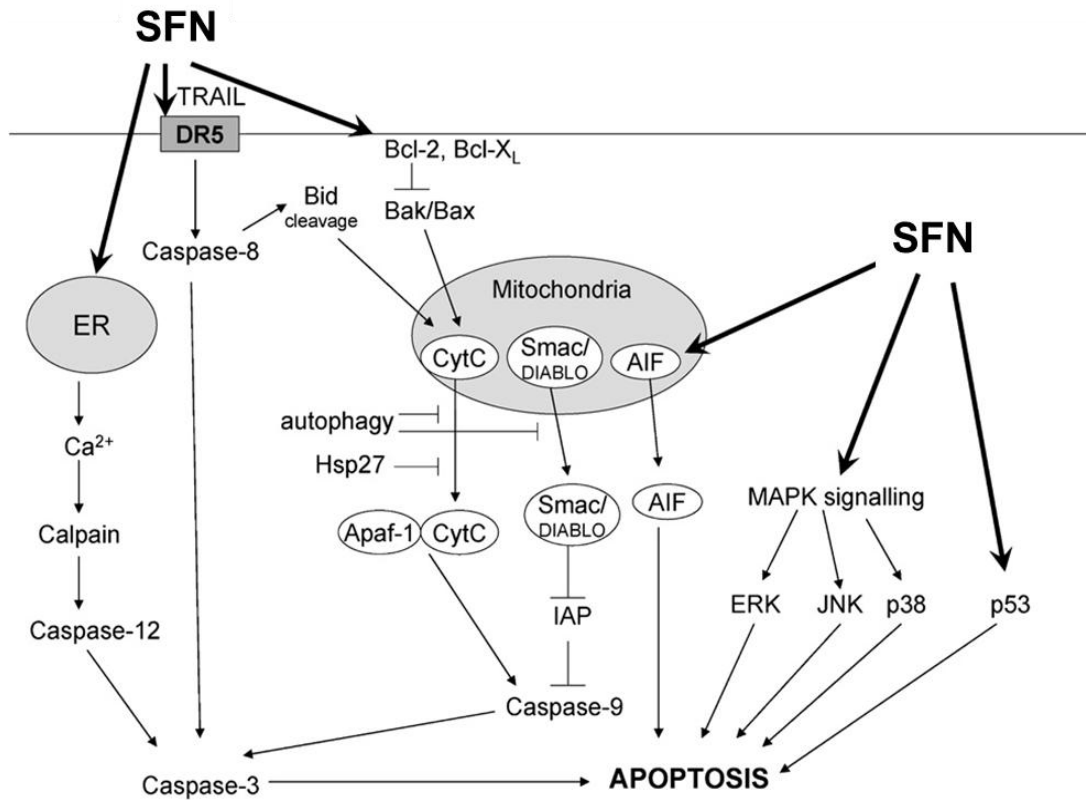 SFN
TRAIL
DR5
Bcl-2, Bcl-X_L
Bid
cleavage
Bak/Bax
Caspase-8
SFN
Mitochondria
ER
CytC
Smac/
DIABLO
AIF
autophagy
Ca²⁺
Hsp27
MAPK signalling
Smac/
DIABLO
AIF
Calpain
Apaf-1
CytC
ERK
JNK
p38
p53
IAP
Caspase-12
Caspase-9
Caspase-3
APOPTOSIS